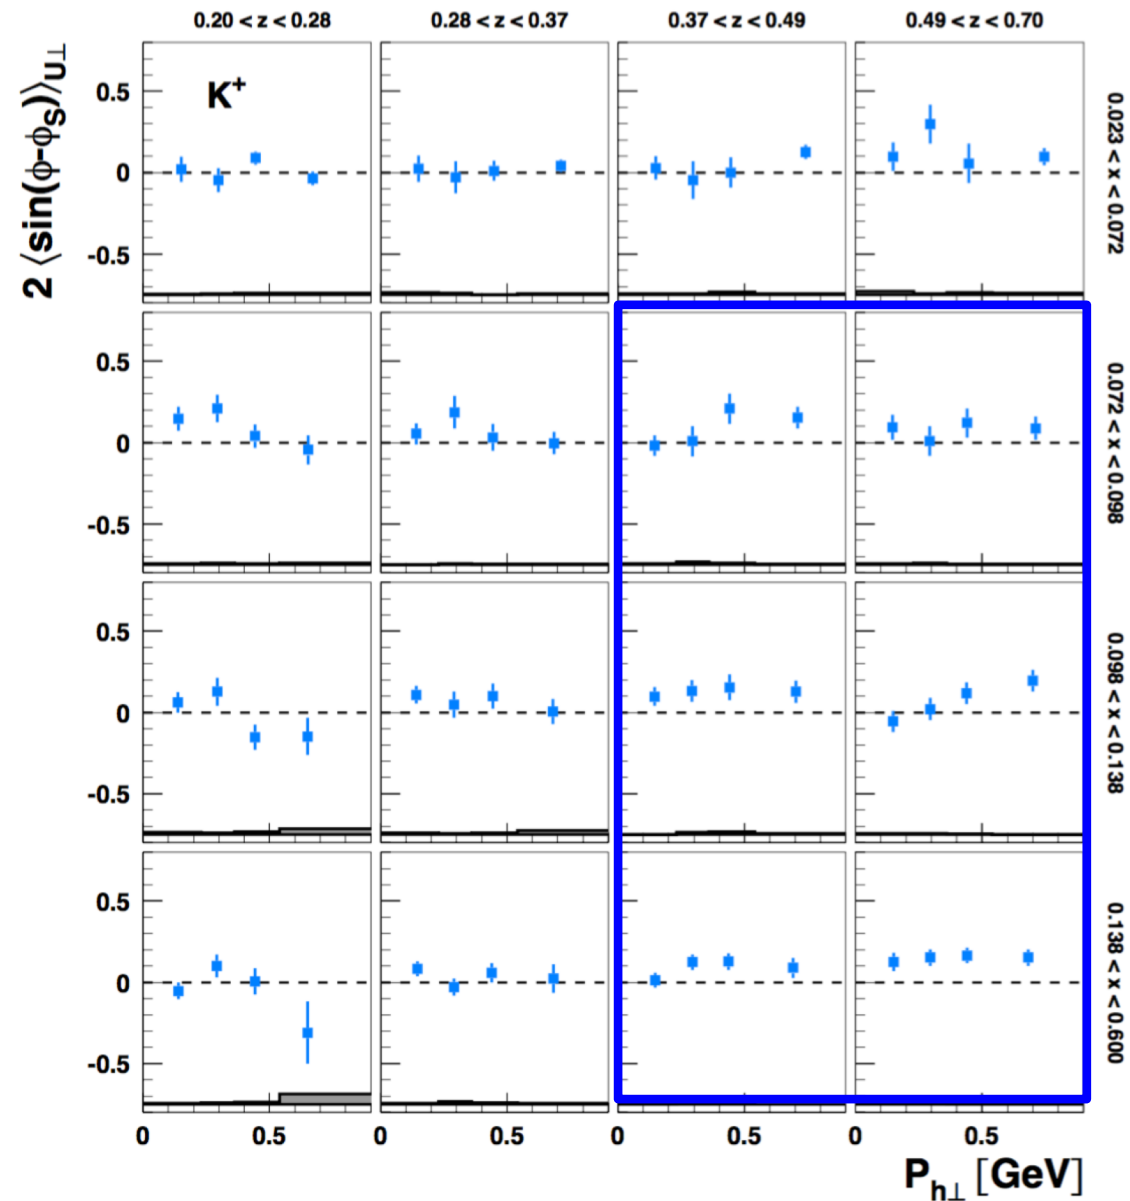 0.20 < z < 0.28 0.28 < z < 0.37 0.37 < z < 0.49 0.49 < z < 0.70
2 ⟨sin(ϕ-ϕS)⟩U⊥
K+
0.5
0
-0.5
0.023 < x < 0.072
0.5
0
-0.5
0.072 < x < 0.098
0.5
0
-0.5
0.098 < x < 0.138
0.5
0
-0.5
0.138 < x < 0.600
0 0.5 0 0.5 0 0.5 0 0.5
Ph⊥ [GeV]